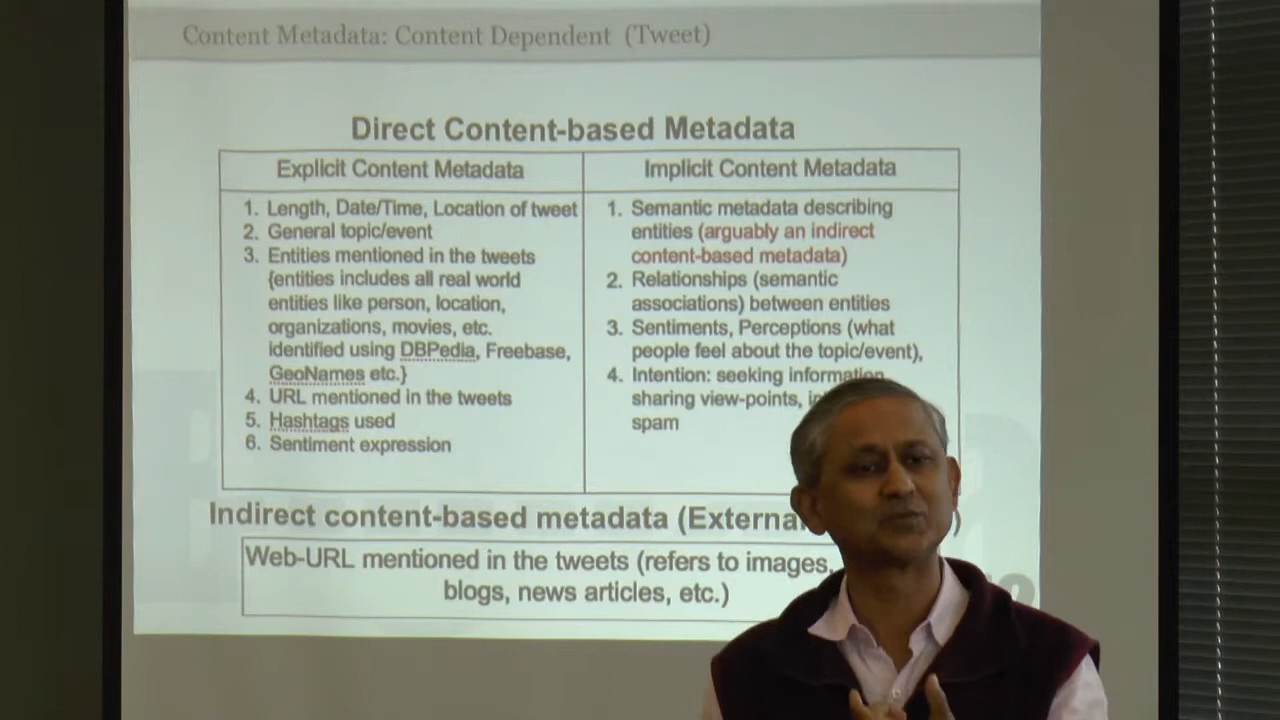 Content Metadata: Content Dependent (Tweet)
Direct Content-based Metadata
Explicit Content Metadata
1. Length, Date/Time, Location of tweet
2. General topic/event
3. Entities mentioned in the tweets
{entities includes all real world
entities like person, location,
organizations, movies, etc.
identified using DBPedia, Freebase,
GeoNames etc.}
4. URL mentioned in the tweets
5. Hashtags used
6. Sentiment expression
Implicit Content Metadata
1. Semantic metadata describing
entities (arguably an indirect
content-based metadata)
2. Relationships (semantic
associations) between entities
3. Sentiments, Perceptions (what
people feel about the topic/event),
4. Intention: seeking information,
sharing view-points,
spam
Indirect content-based metadata
Web-URL mentioned in the tweets (refers to images,
blogs, news articles, etc.)